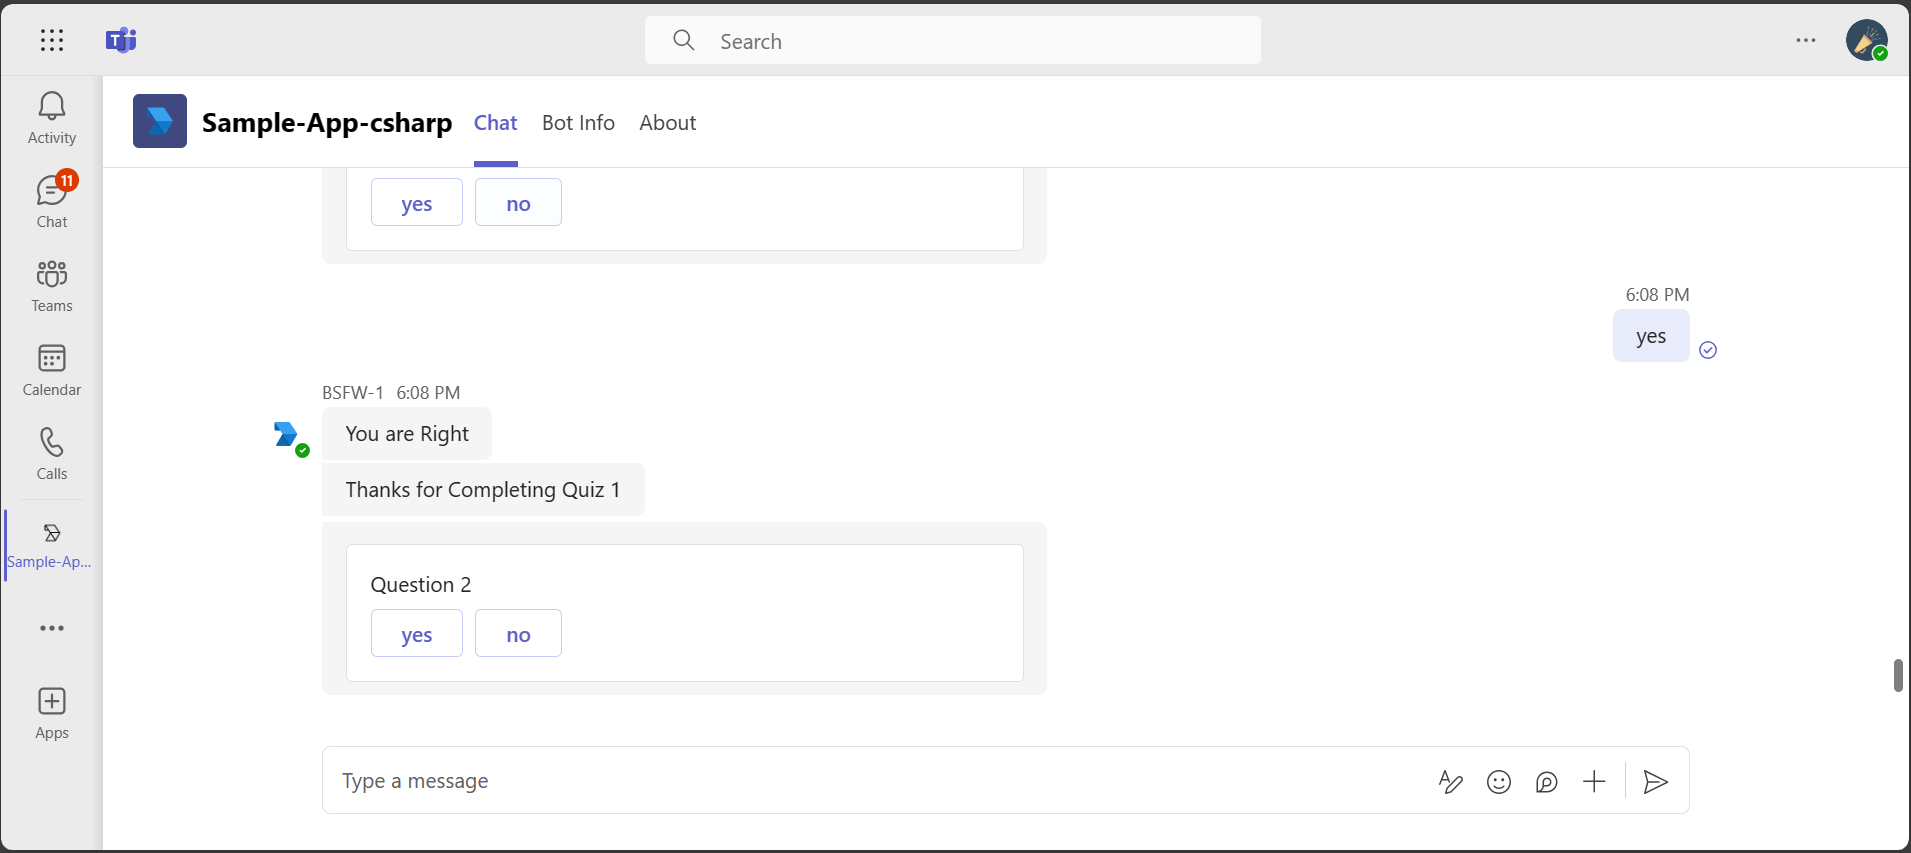 Search
Sample-App-csharp
Chat
Bot Info
About
Activity
11
Chat
Teams
Calendar
Calls
Sample-Ap...
Apps
yes
no
6:08 PM
yes
BSFW-1 6:08 PM
You are Right
Thanks for Completing Quiz 1
Question 2
yes
no
Type a message